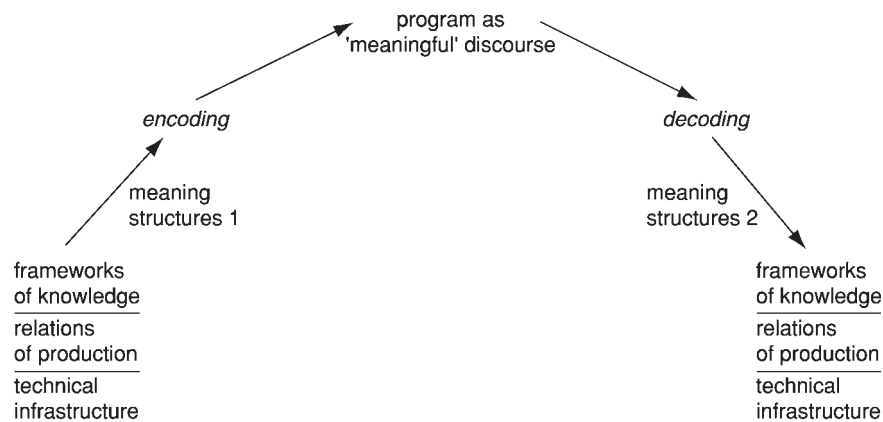 program as
'meaningful' discourse
encoding
decoding
meaning
structures 1
meaning
structures 2
frameworks
of knowledge
relations
of production
technical
infrastructure
frameworks
of knowledge
relations
of production
technical
infrastructure